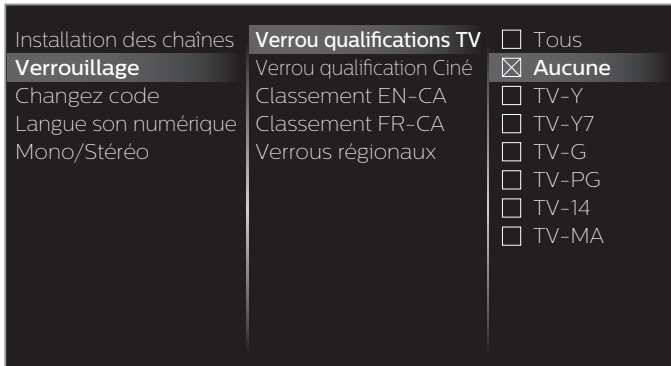 Installation des chaînes
Verrouillage
Changez code
Langue son numérique
Mono/Stéréo
Verrou qualifications TV
Verrou qualification Ciné
Classement EN-CA
Classement FR-CA
Verrous régionaux
Tous
Aucune
TV-Y
TV-Y7
TV-G
TV-PG
TV-14
TV-MA